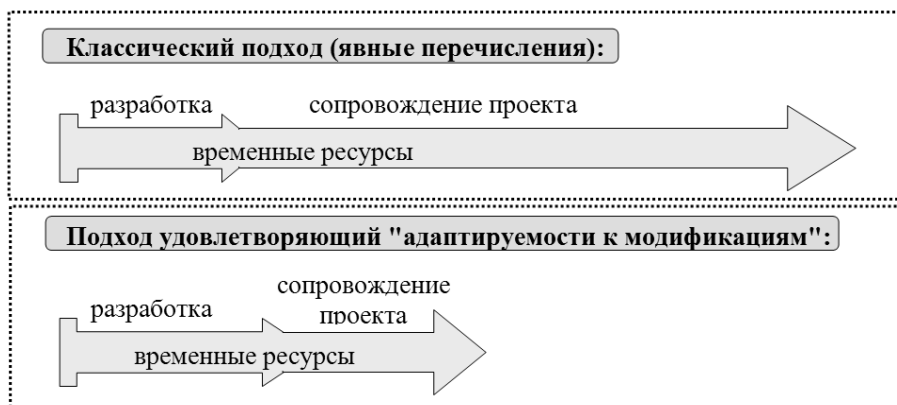 Классический подход (явные перечисления):
разработка
сопровождение проекта
временные ресурсы
Подход удовлетворяющий "адаптируемости к модификациям":
разработка
сопровождение
проекта
временные ресурсы